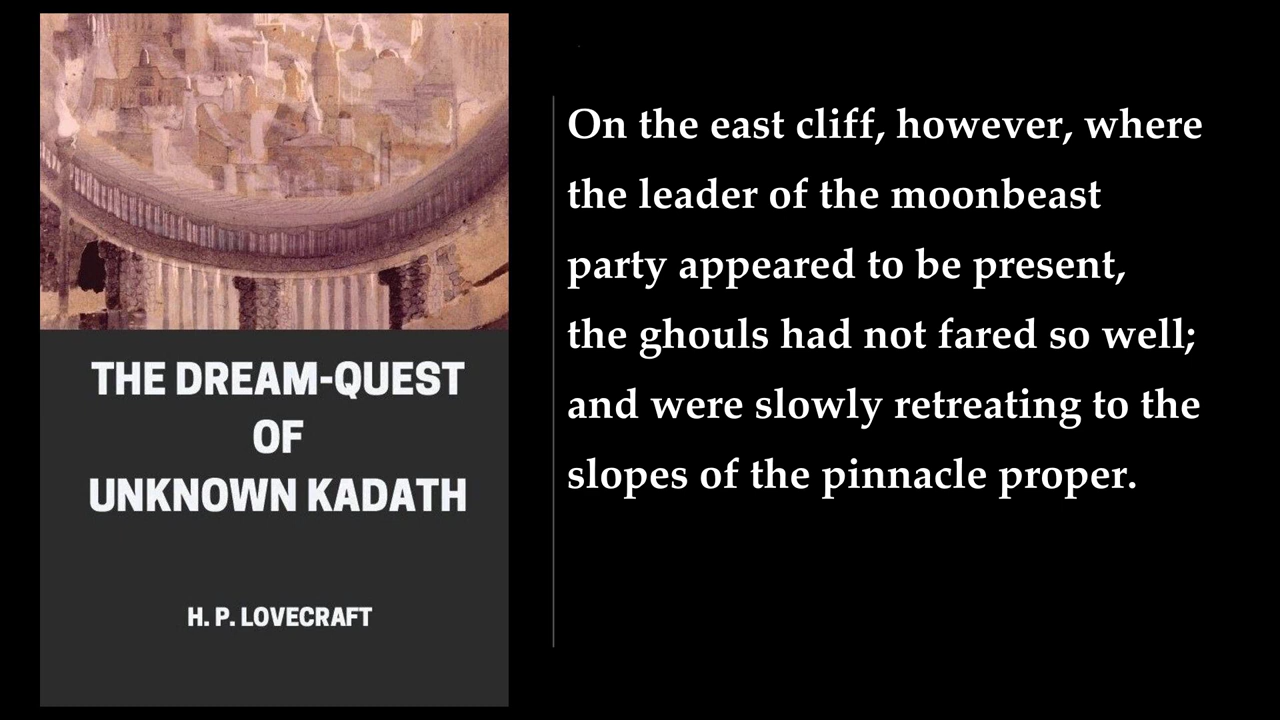 THE DREAM-QUEST
OF
UNKNOWN KADATH
H. P. LOVECRAFT
On the east cliff, however, where
the leader of the moonbeast
party appeared to be present,
the ghouls had not fared so well;
and were slowly retreating to the
slopes of the pinnacle proper.